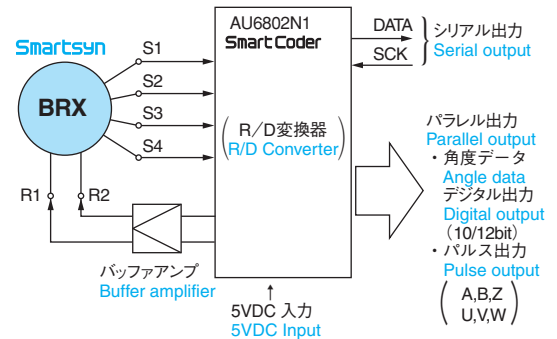 Smartsyn
BRX
S1
S2
S3
S4
R1
R2
AU6802N1
Smart Coder
R/D変換器
R/D Converter
バッファアンプ
Buffer amplifier
5VDC 入力
5VDC Input
DATA
SCK
シリアル出力
Serial output
パラレル出力
Parallel output
・角度データ
Angle data
デジタル出力
Digital output
(10/12bit)
・パルス出力
Pulse output
A,B,Z
U,V,W